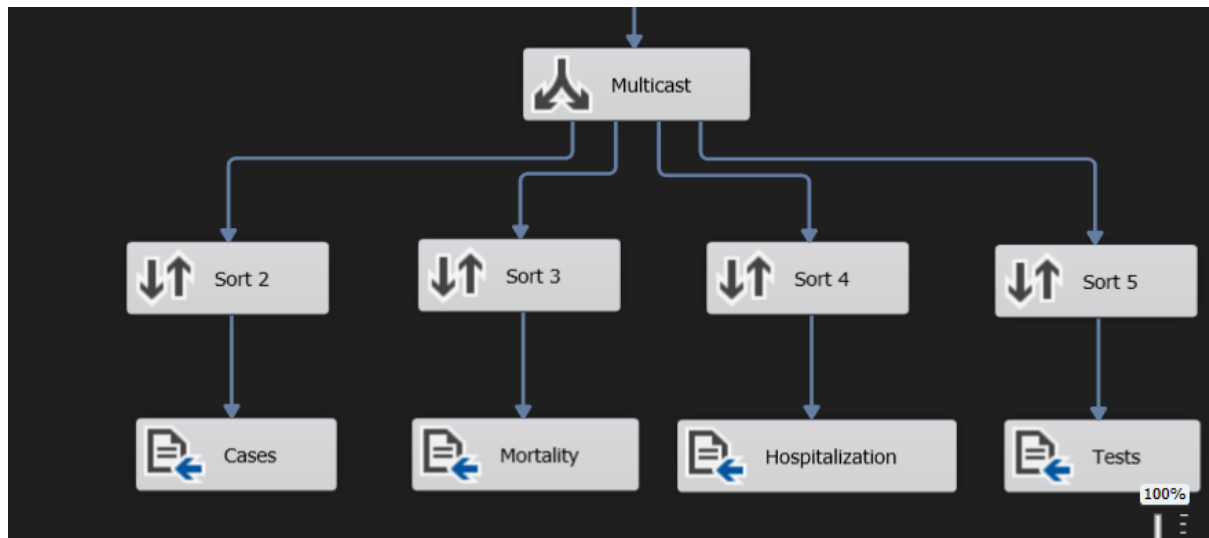 Multicast
Sort 2
Sort 3
Sort 4
Sort 5
Cases
Mortality
Hospitalization
Tests
100%